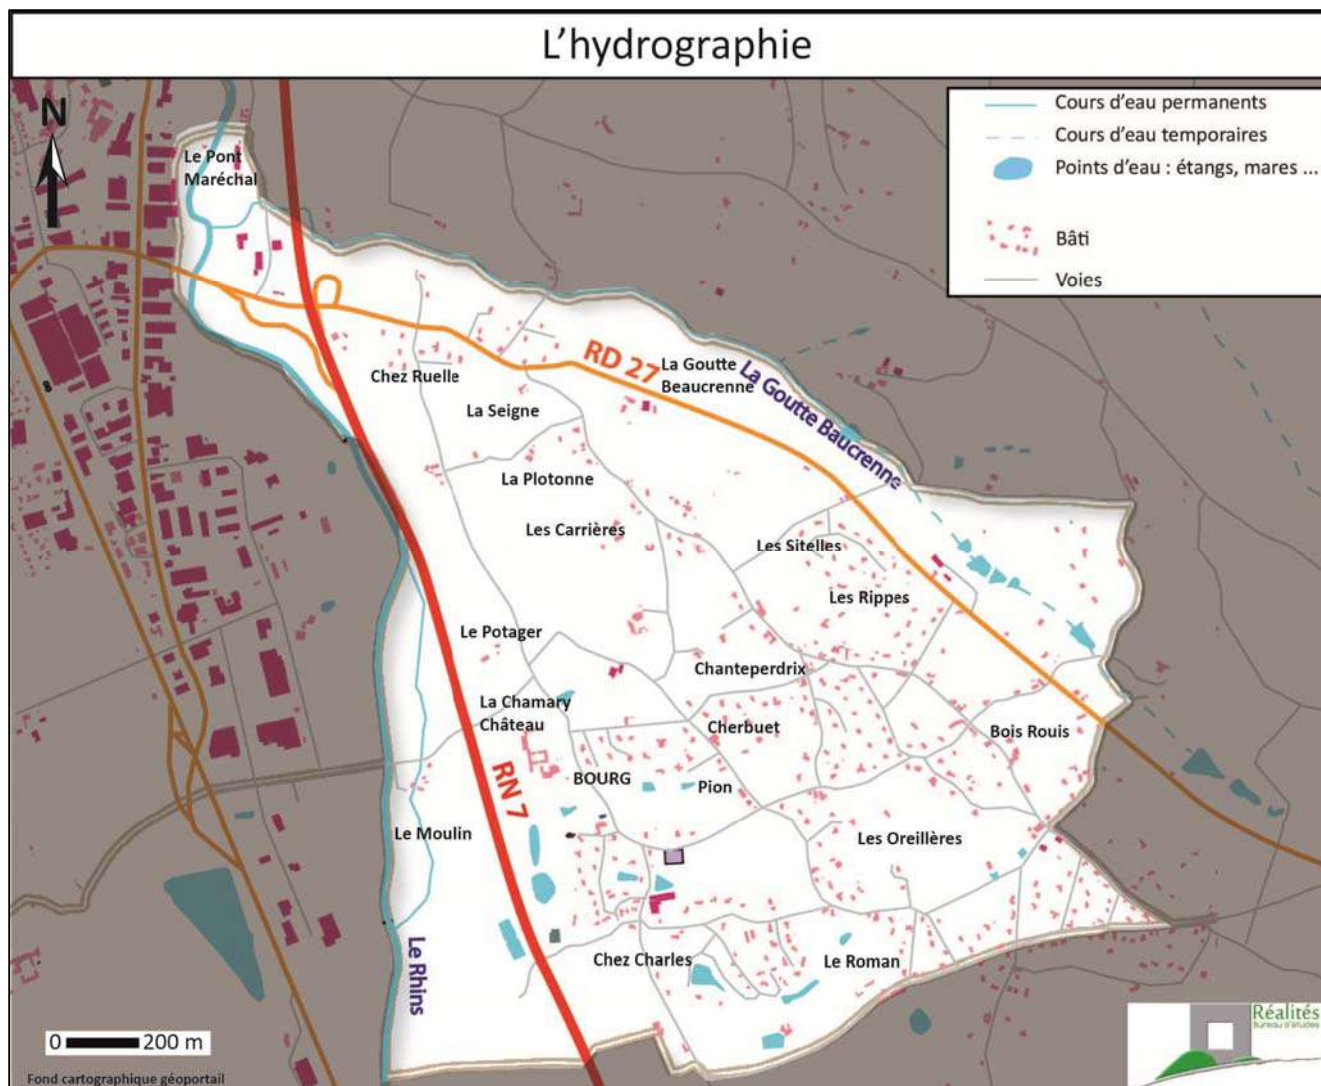 L'hydrographie
N
Cours d'eau permanents
Cours d'eau temporaires
Points d'eau : étangs, mares ...
Bâti
Voies
Le Pont
Maréchal
RD 27
La Goutte
Beaucrenne
La Goutte Baucrenne
Chez Ruelle
La Seigne
La Plotonne
Les Carrières
Les Sitelles
Les Rippes
Le Potager
Chanteperdrix
La Chamary
Château
Cherbuet
Bois Rouis
BOURG
Pion
RN 7
Le Moulin
Les Oreillères
Le Rhins
Chez Charles
Le Roman
0 200 m
Fond cartographique géoportail
Réalités
Bureau d'études